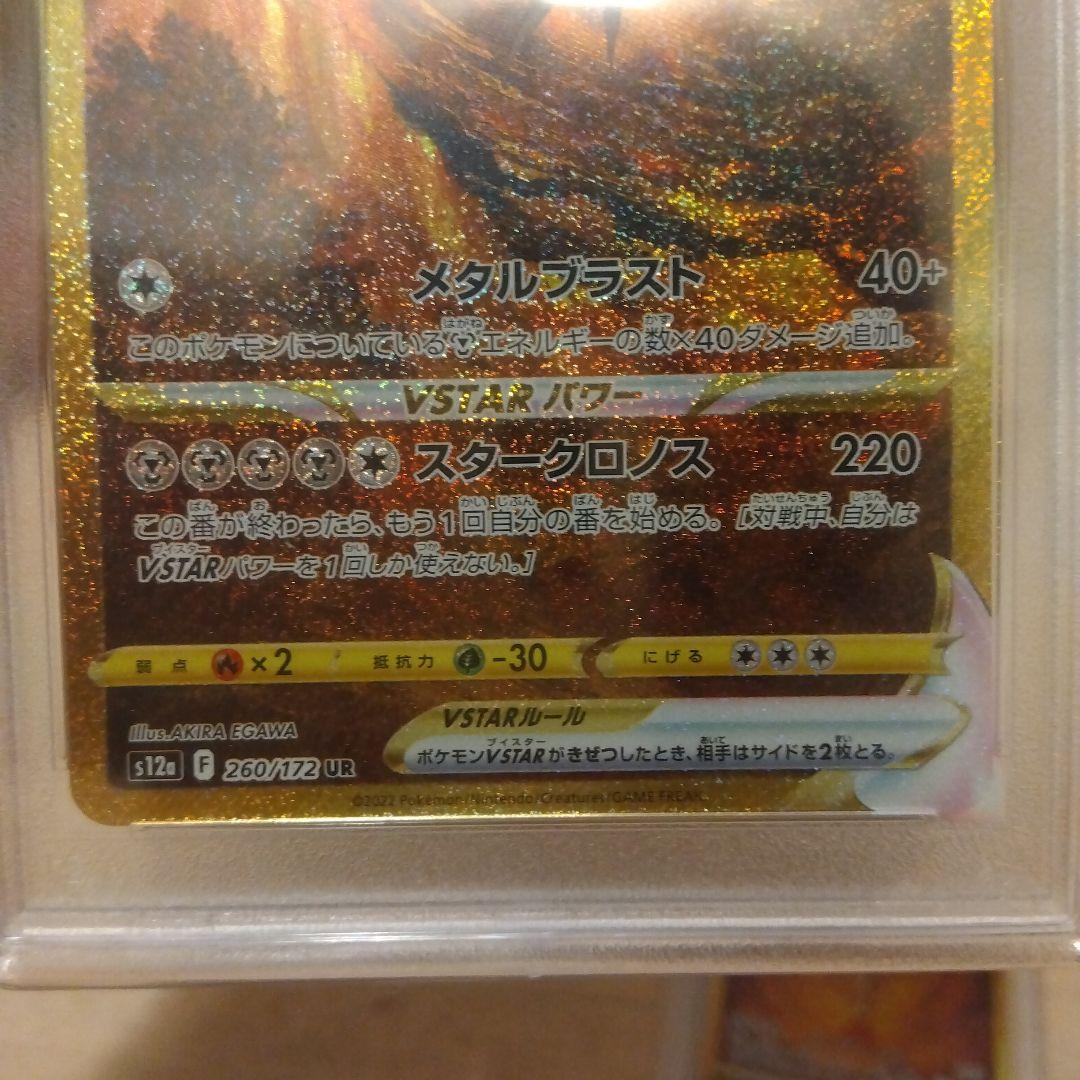 メタルブラスト 40+
このポケモンについているエネルギーの数×40ダメージ追加。
VSTARパワー
スタークロノス 220
この番が終わったら、もう1回自分の番を始める。[対戦中、自分は
VSTARパワーを1回しか使えない。]
弱点 ×2 抵抗力 -30 にげる
VSTARルール
ポケモンVSTARがきぜつしたとき、相手はサイドを2枚とる。
Illus. AKIRA EGAWA
s12a F 260/172 UR
©2022 Pokémon/Nintendo/Creatures/GAME FREAK.